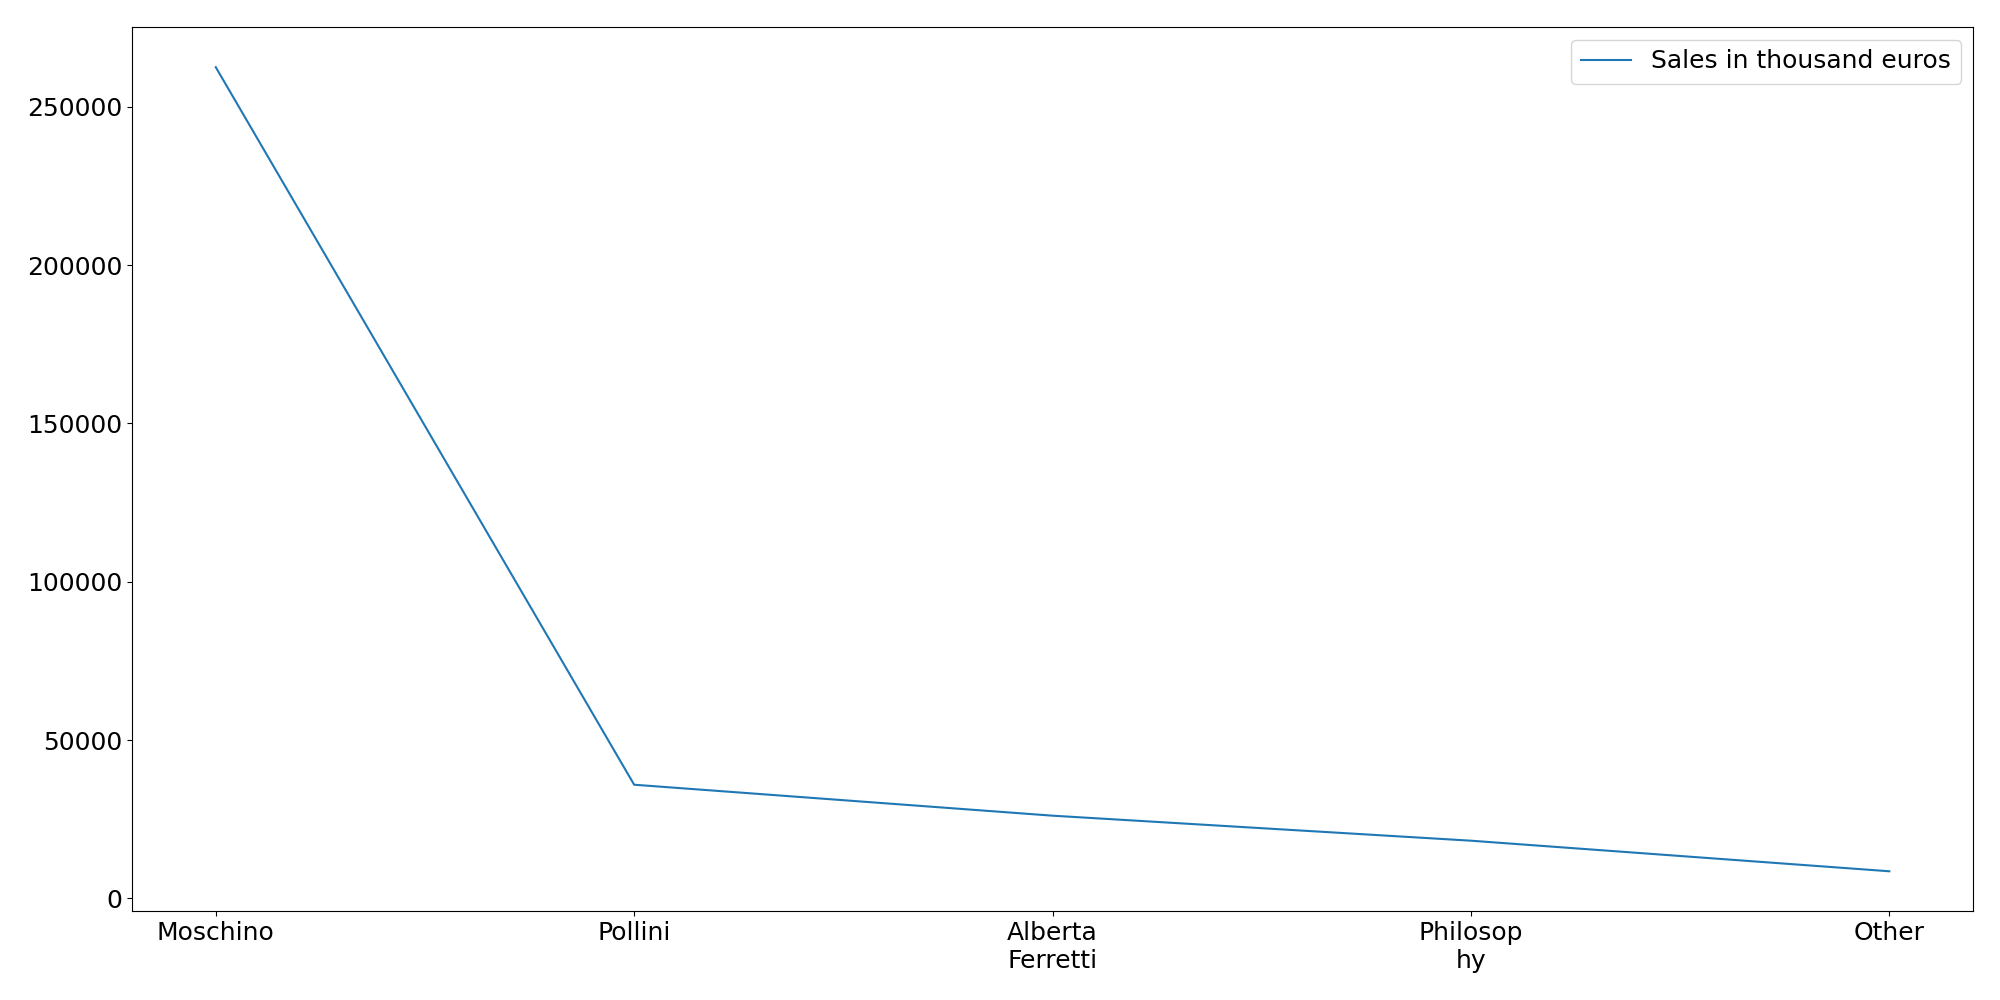 Sales in thousand euros
250000
200000
150000
100000
50000
0
Moschino
Pollini
Alberta
Ferretti
Philosop
hy
Other